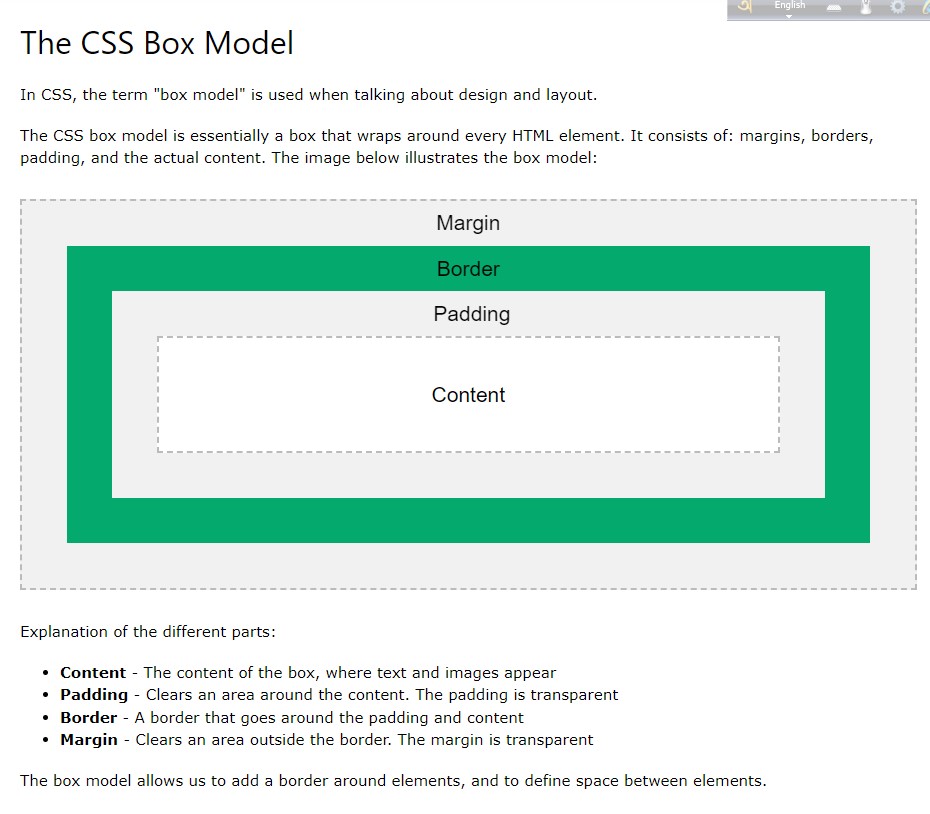 অ English
The CSS Box Model
In CSS, the term "box model" is used when talking about design and layout.
The CSS box model is essentially a box that wraps around every HTML element. It consists of: margins, borders,
padding, and the actual content. The image below illustrates the box model:
Margin
Border
Padding
Content
Explanation of the different parts:
• Content - The content of the box, where text and images appear
• Padding - Clears an area around the content. The padding is transparent
• Border - A border that goes around the padding and content
• Margin - Clears an area outside the border. The margin is transparent
The box model allows us to add a border around elements, and to define space between elements.